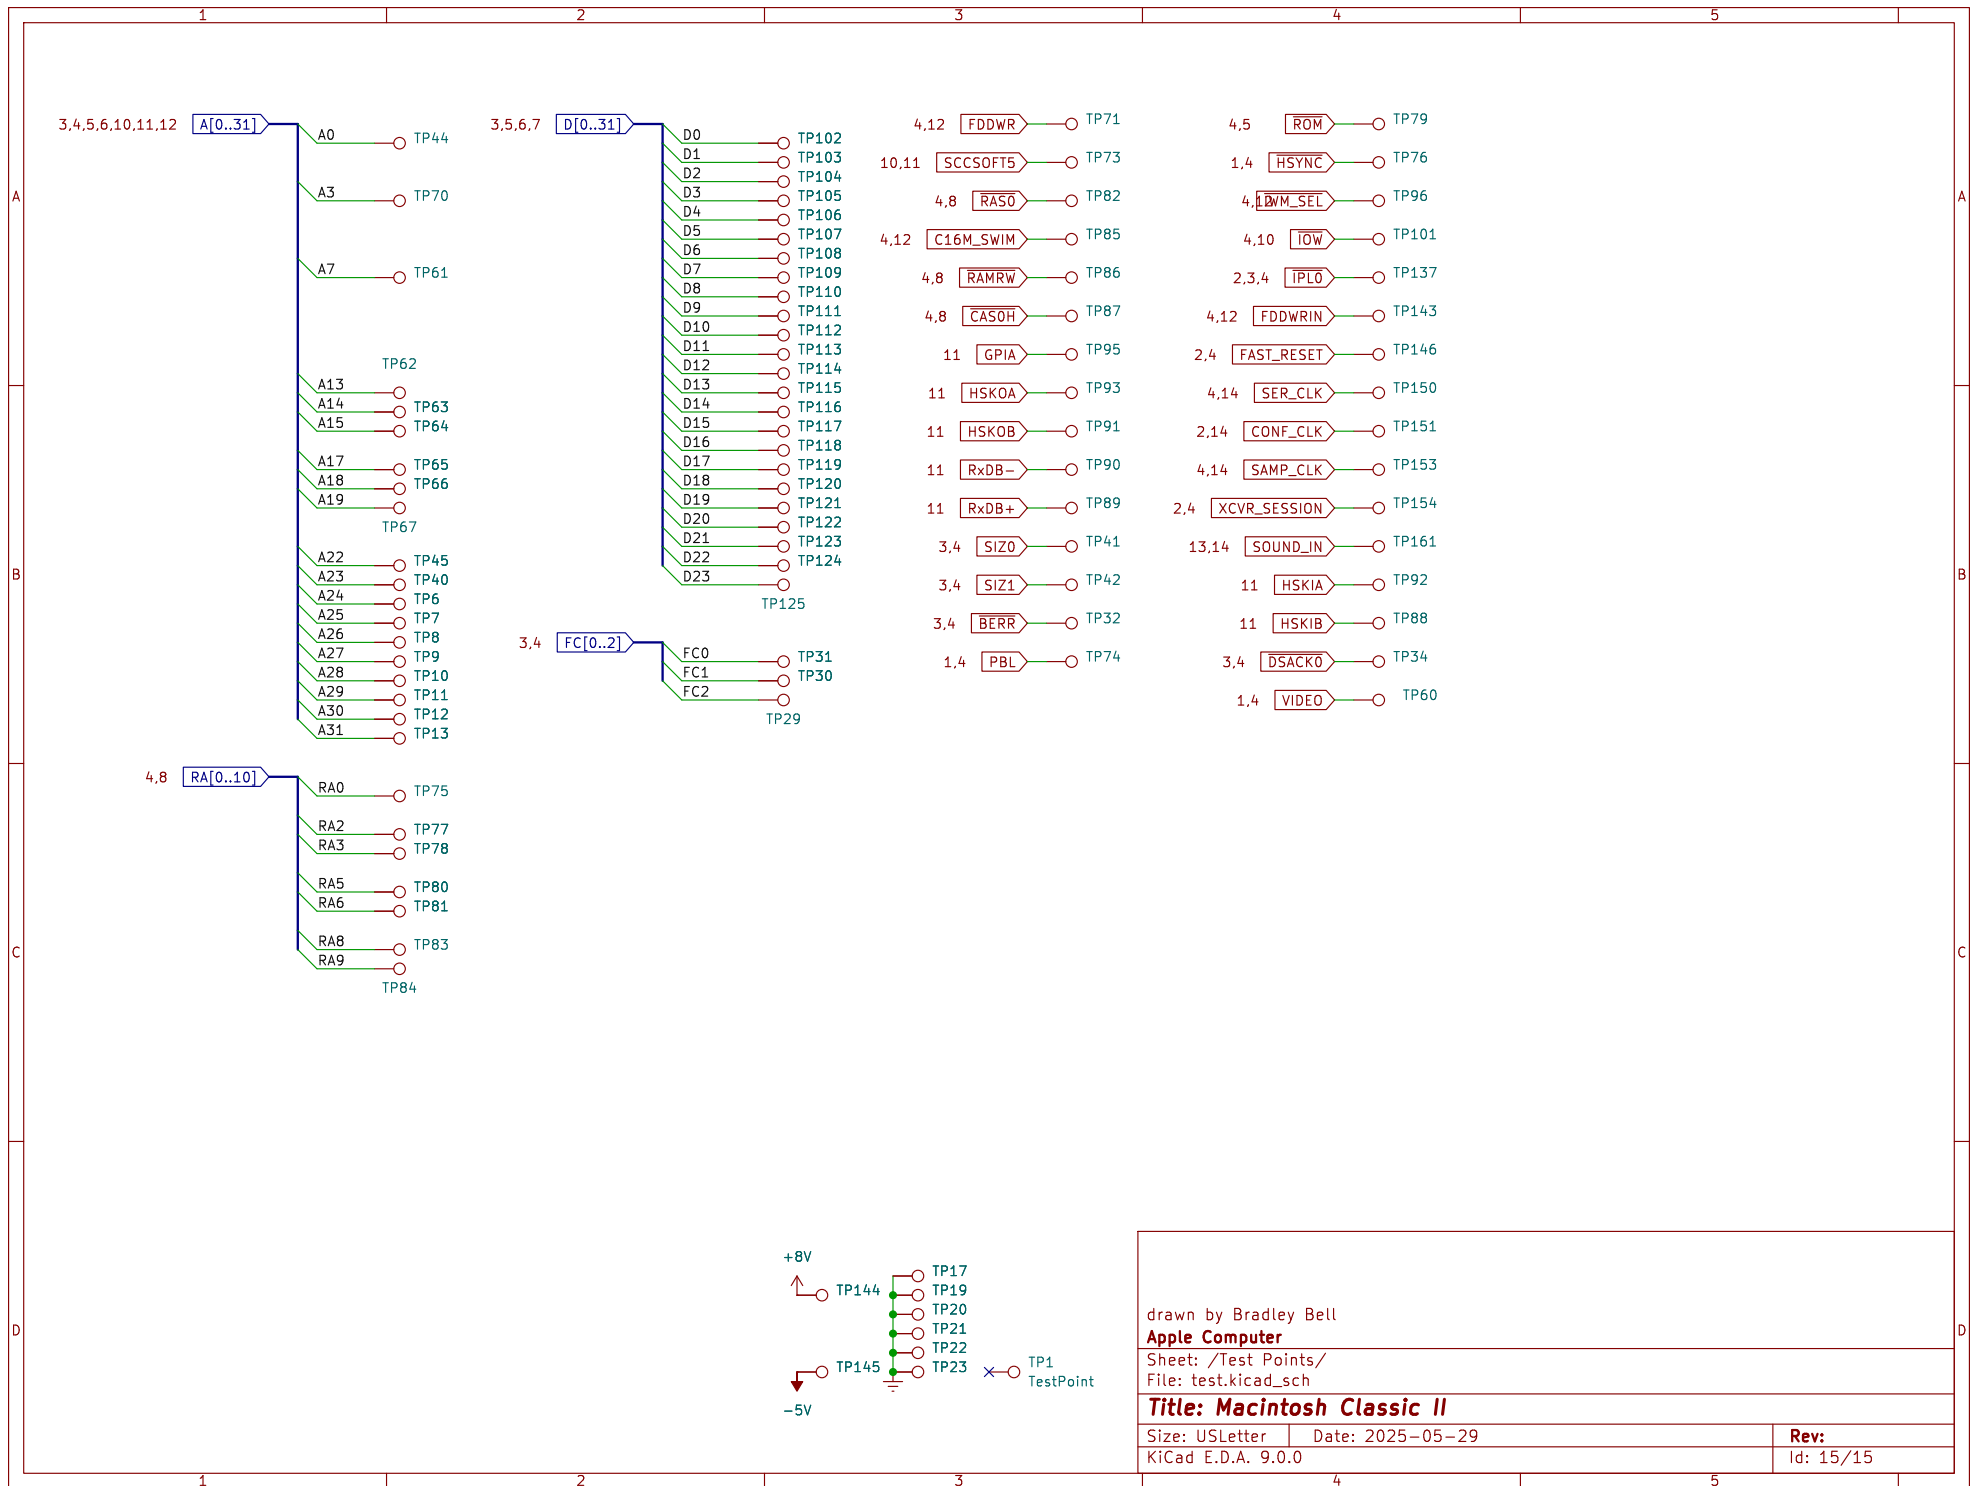 1 2 3 4 5
A
B
C
D
3,4,5,6,10,11,12 A[0..31]
A0 TP44
A3 TP70
A7 TP61
TP62
A13
A14 TP63
A15 TP64
A17 TP65
A18 TP66
A19
TP67
A22 TP45
A23 TP40
A24 TP6
A25 TP7
A26 TP8
A27 TP9
A28 TP10
A29 TP11
A30 TP12
A31 TP13
4,8 RA[0..10]
RA0 TP75
RA2 TP77
RA3 TP78
RA5 TP80
RA6 TP81
RA8 TP83
RA9
TP84
3,5,6,7 D[0..31]
D0 TP102
D1 TP103
D2 TP104
D3 TP105
D4 TP106
D5 TP107
D6 TP108
D7 TP109
D8 TP110
D9 TP111
D10 TP112
D11 TP113
D12 TP114
D13 TP115
D14 TP116
D15 TP117
D16 TP118
D17 TP119
D18 TP120
D19 TP121
D20 TP122
D21 TP123
D22 TP124
D23
TP125
3,4 FC[0..2]
FC0 TP31
FC1 TP30
FC2
TP29
4,12 FDDWR TP71
10,11 SCCSOFT5 TP73
4,8 RAS0 TP82
4,12 C16M_SWIM TP85
4,8 RAMRW TP86
4,8 CAS0H TP87
11 GPIA TP95
11 HSKOA TP93
11 HSKOB TP91
11 RxDB- TP90
11 RxDB+ TP89
3,4 SIZ0 TP41
3,4 SIZ1 TP42
3,4 BERR TP32
1,4 PBL TP74
4,5 ROM TP79
1,4 HSYNC TP76
4,12 IWM_SEL TP96
4,10 IOW TP101
2,3,4 IPL0 TP137
4,12 FDDWRIN TP143
2,4 FAST_RESET TP146
4,14 SER_CLK TP150
2,14 CONF_CLK TP151
4,14 SAMP_CLK TP153
2,4 XCVR_SESSION TP154
13,14 SOUND_IN TP161
11 HSKIA TP92
11 HSKIB TP88
3,4 DSACK0 TP34
1,4 VIDEO TP60
+8V
TP144
TP145
-5V
TP17
TP19
TP20
TP21
TP22
TP23
TP1
TestPoint
drawn by Bradley Bell
Apple Computer
Sheet: /Test Points/
File: test.kicad_sch
Title: Macintosh Classic II
Size: USLetter Date: 2025-05-29 Rev:
KiCad E.D.A. 9.0.0 Id: 15/15
A
B
C
D
1 2 3 4 5